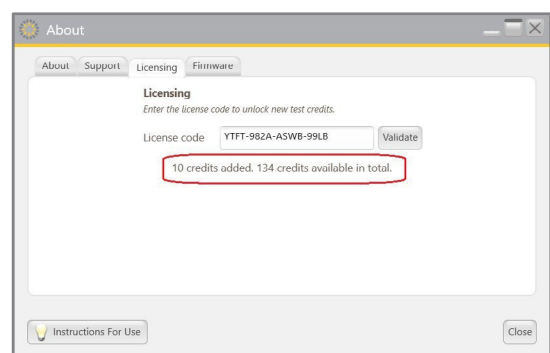 About
About Support Licensing Firmware
Licensing
Enter the license code to unlock new test credits.
License code YTFT-982A-ASWB-99LB Validate
10 credits added. 134 credits available in total.
Instructions For Use Close